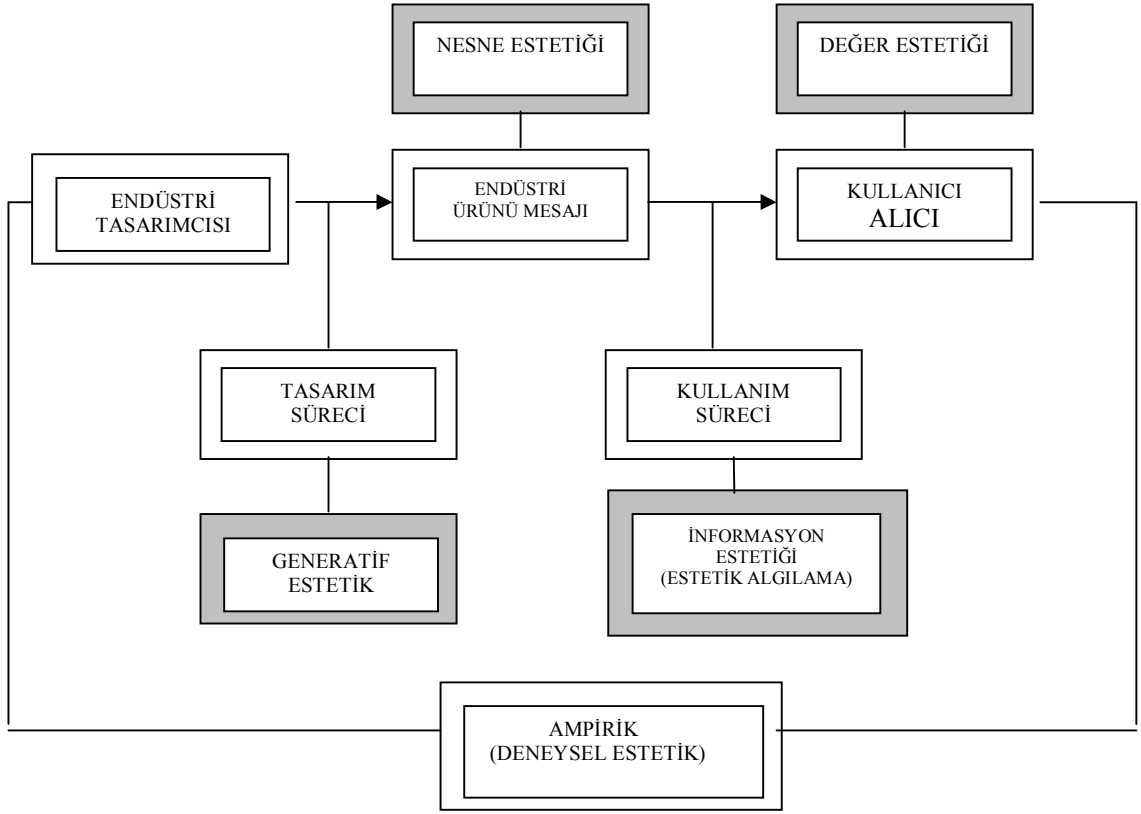 NESNE ESTETİĞİ
DEĞER ESTETİĞİ
ENDÜSTRİ
TASARIMCISI
ENDÜSTRİ
ÜRÜNÜ MESAJI
KULLANICI
ALICI
TASARIM
SÜRECİ
KULLANIM
SÜRECİ
GENERATİF
ESTETİK
İNFORMASYON
ESTETİĞİ
(ESTETİK ALGILAMA)
AMPİRİK
(DENEYSEL ESTETİK)